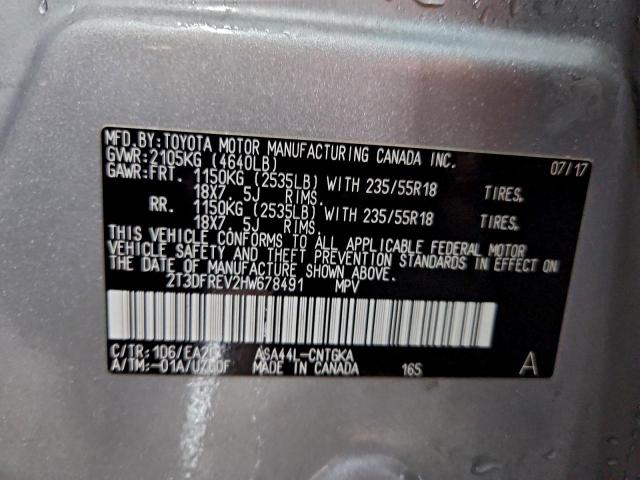 MFD.BY:TOYOTA MOTOR MANUFACTURING CANADA INC. 07/17
GVWR:2105KG (4640LB)
GAWR:FRT. 1150KG (2535LB) WITH 235/55R18 TIRES,
18X7. 5J RIMS.
RR. 1150KG (2535LB) WITH 235/55R18 TIRES,
18X7. 5J RIMS.
THIS VEHICLE CONFORMS TO ALL APPLICABLE FEDERAL MOTOR
VEHICLE SAFETY AND THEFT PREVENTION STANDARDS IN EFFECT ON
THE DATE OF MANUFACTURE SHOWN ABOVE.
2T3DFREV2HW678491 MPV
C/TR:1D6/EA20 ASA44L-CNTGKA
A/TM:-01A/U760F MADE IN CANADA 165 A